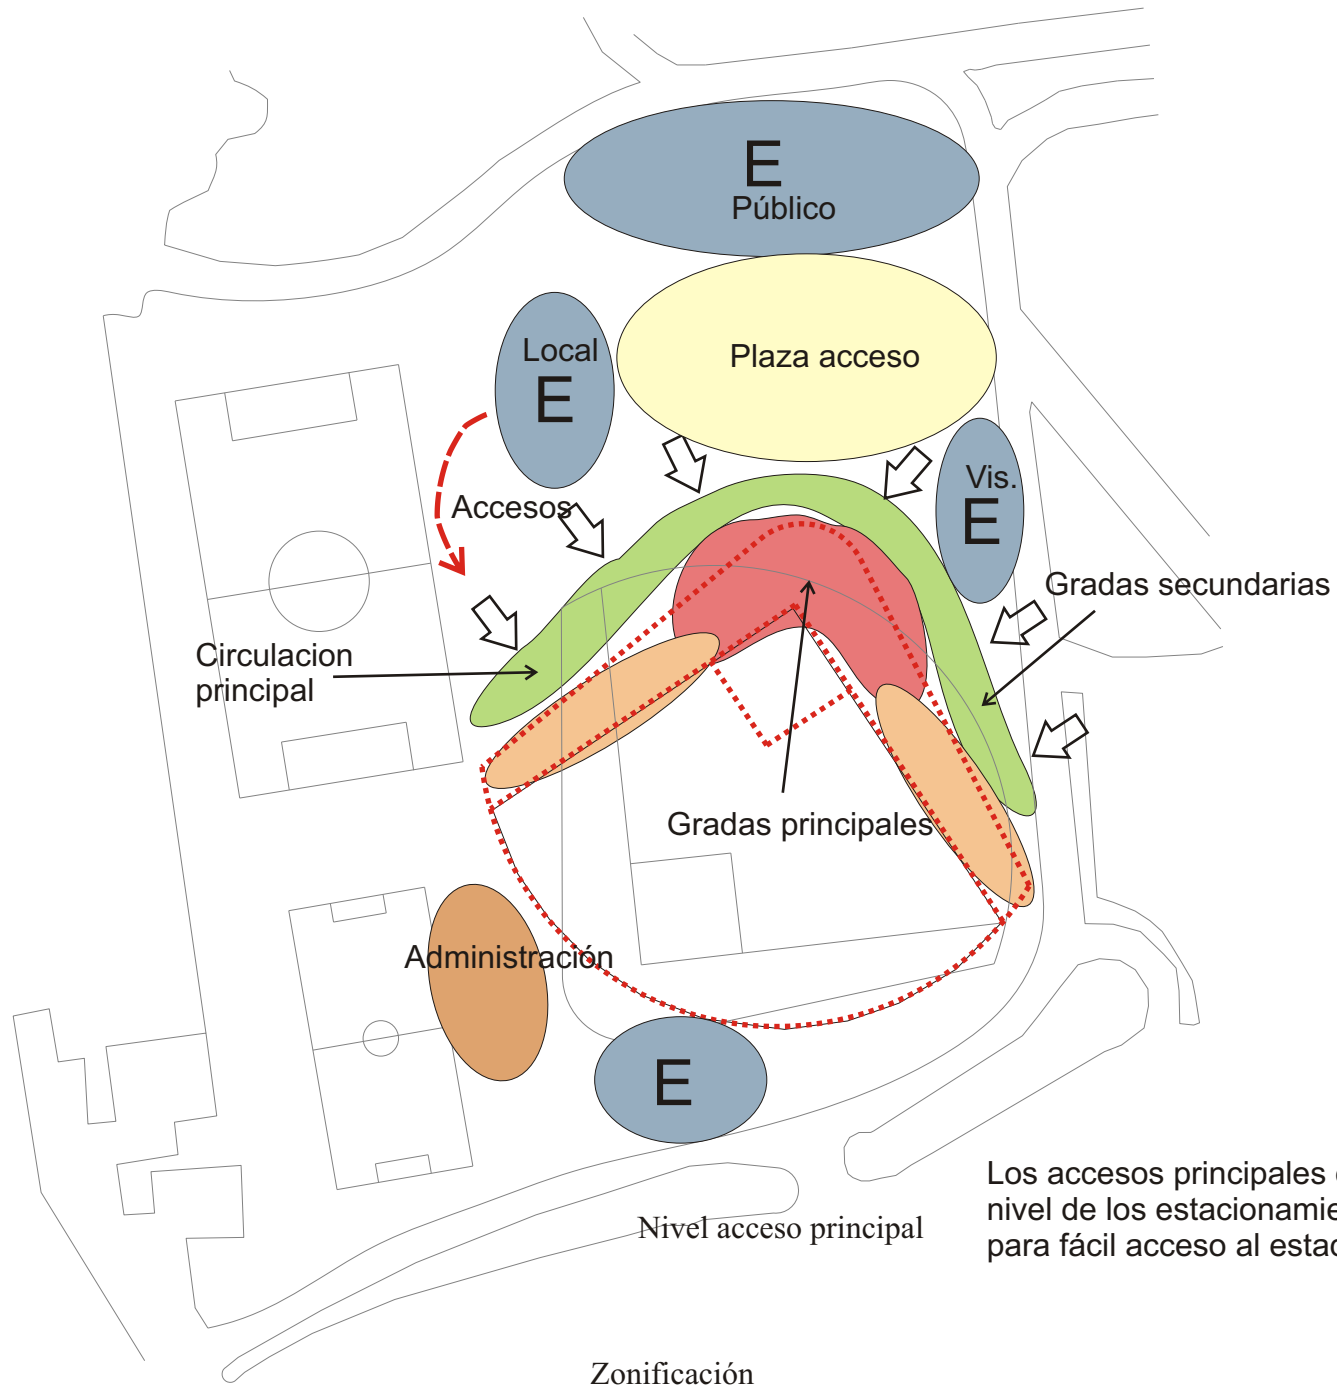 E
Público
Local
E
Plaza acceso
Vis.
E
Accesos
Gradas secundarias
Circulacion
principal
Gradas principales
Administración
E
Los accesos principales
nivel de los estacionamie
para fácil acceso al estad
Nivel acceso principal
Zonificación